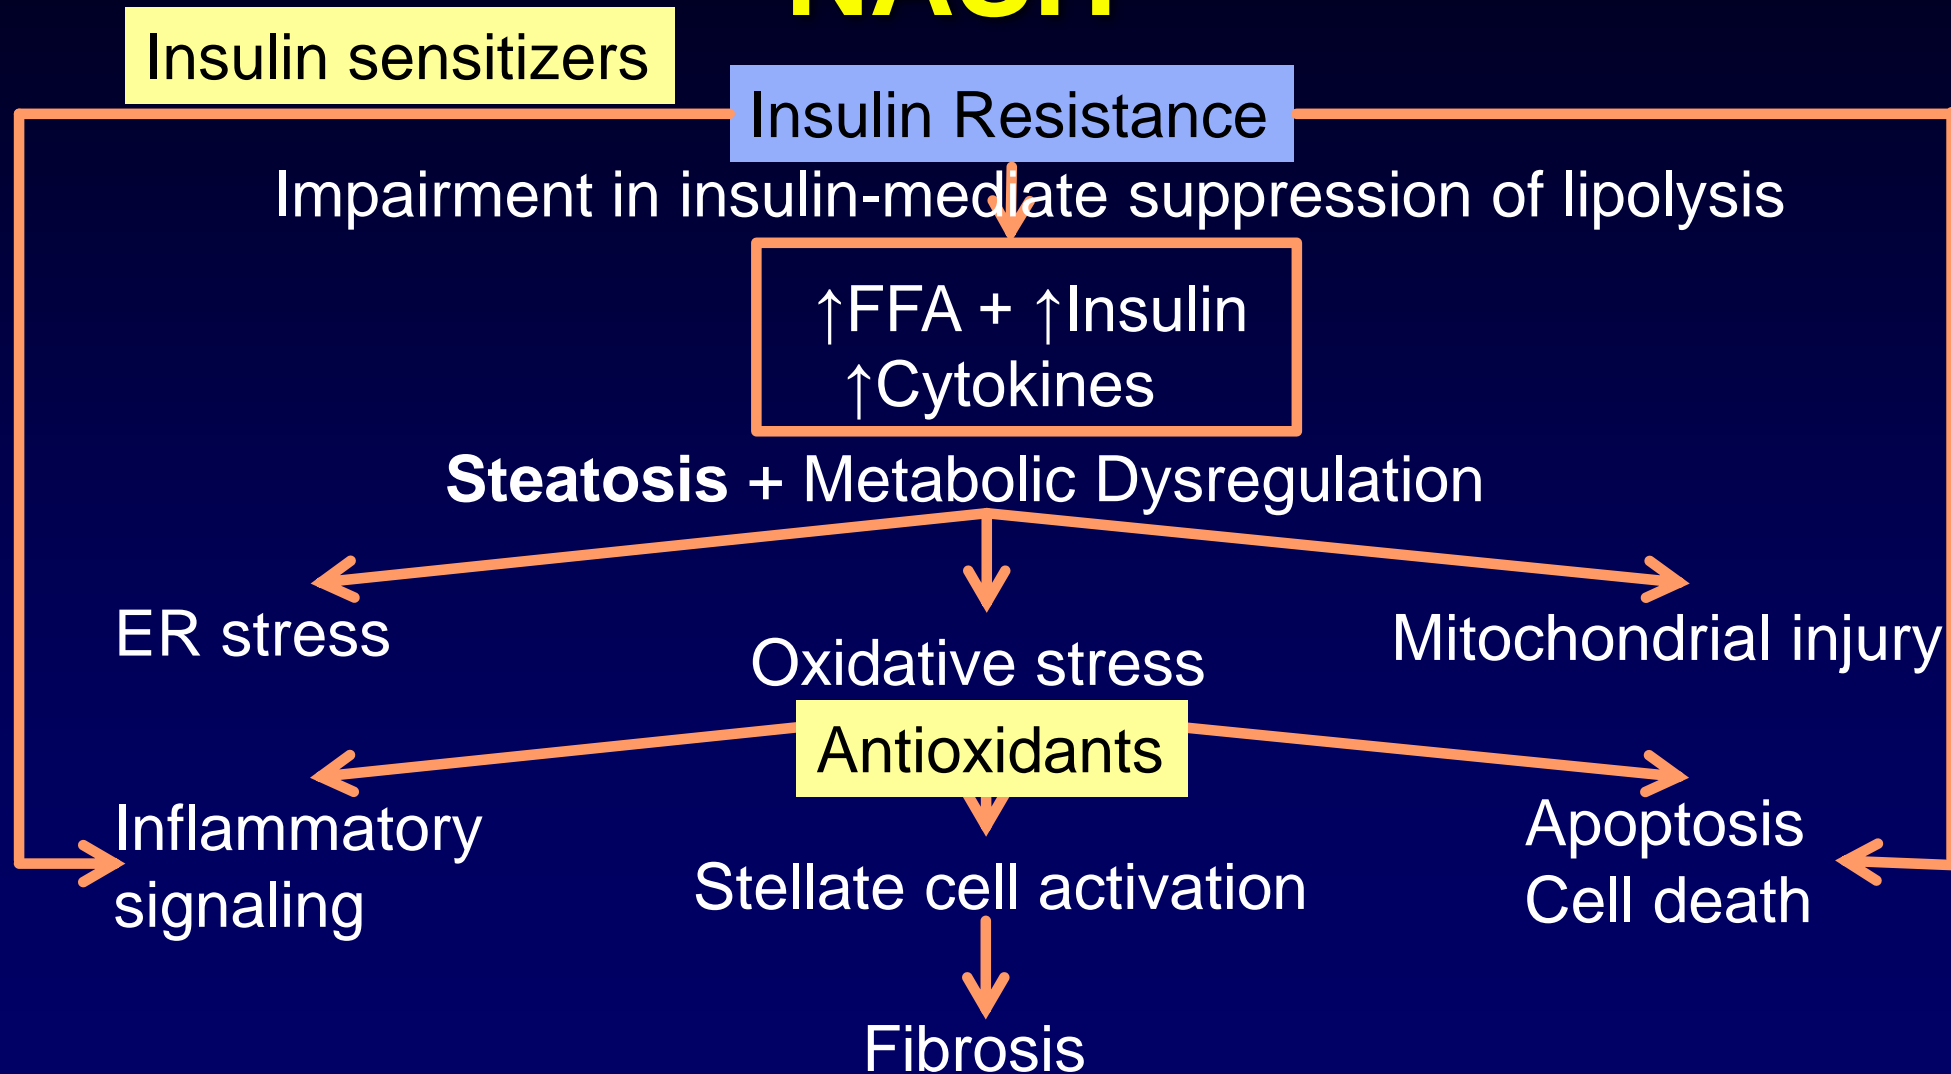 NASH
Insulin sensitizers
Insulin Resistance
Impairment in insulin-mediate suppression of lipolysis
↑FFA + ↑Insulin
↑Cytokines
Steatosis + Metabolic Dysregulation
ER stress
Oxidative stress
Mitochondrial injury
Antioxidants
Inflammatory
signaling
Stellate cell activation
Apoptosis
Cell death
Fibrosis